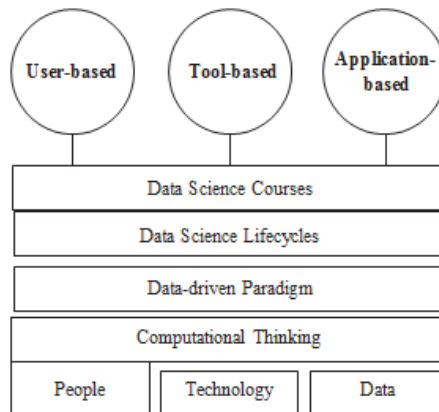 User-based
Tool-based
Application-
based
Data Science Courses
Data Science Lifecycles
Data-driven Paradigm
Computational Thinking
People
Technology
Data